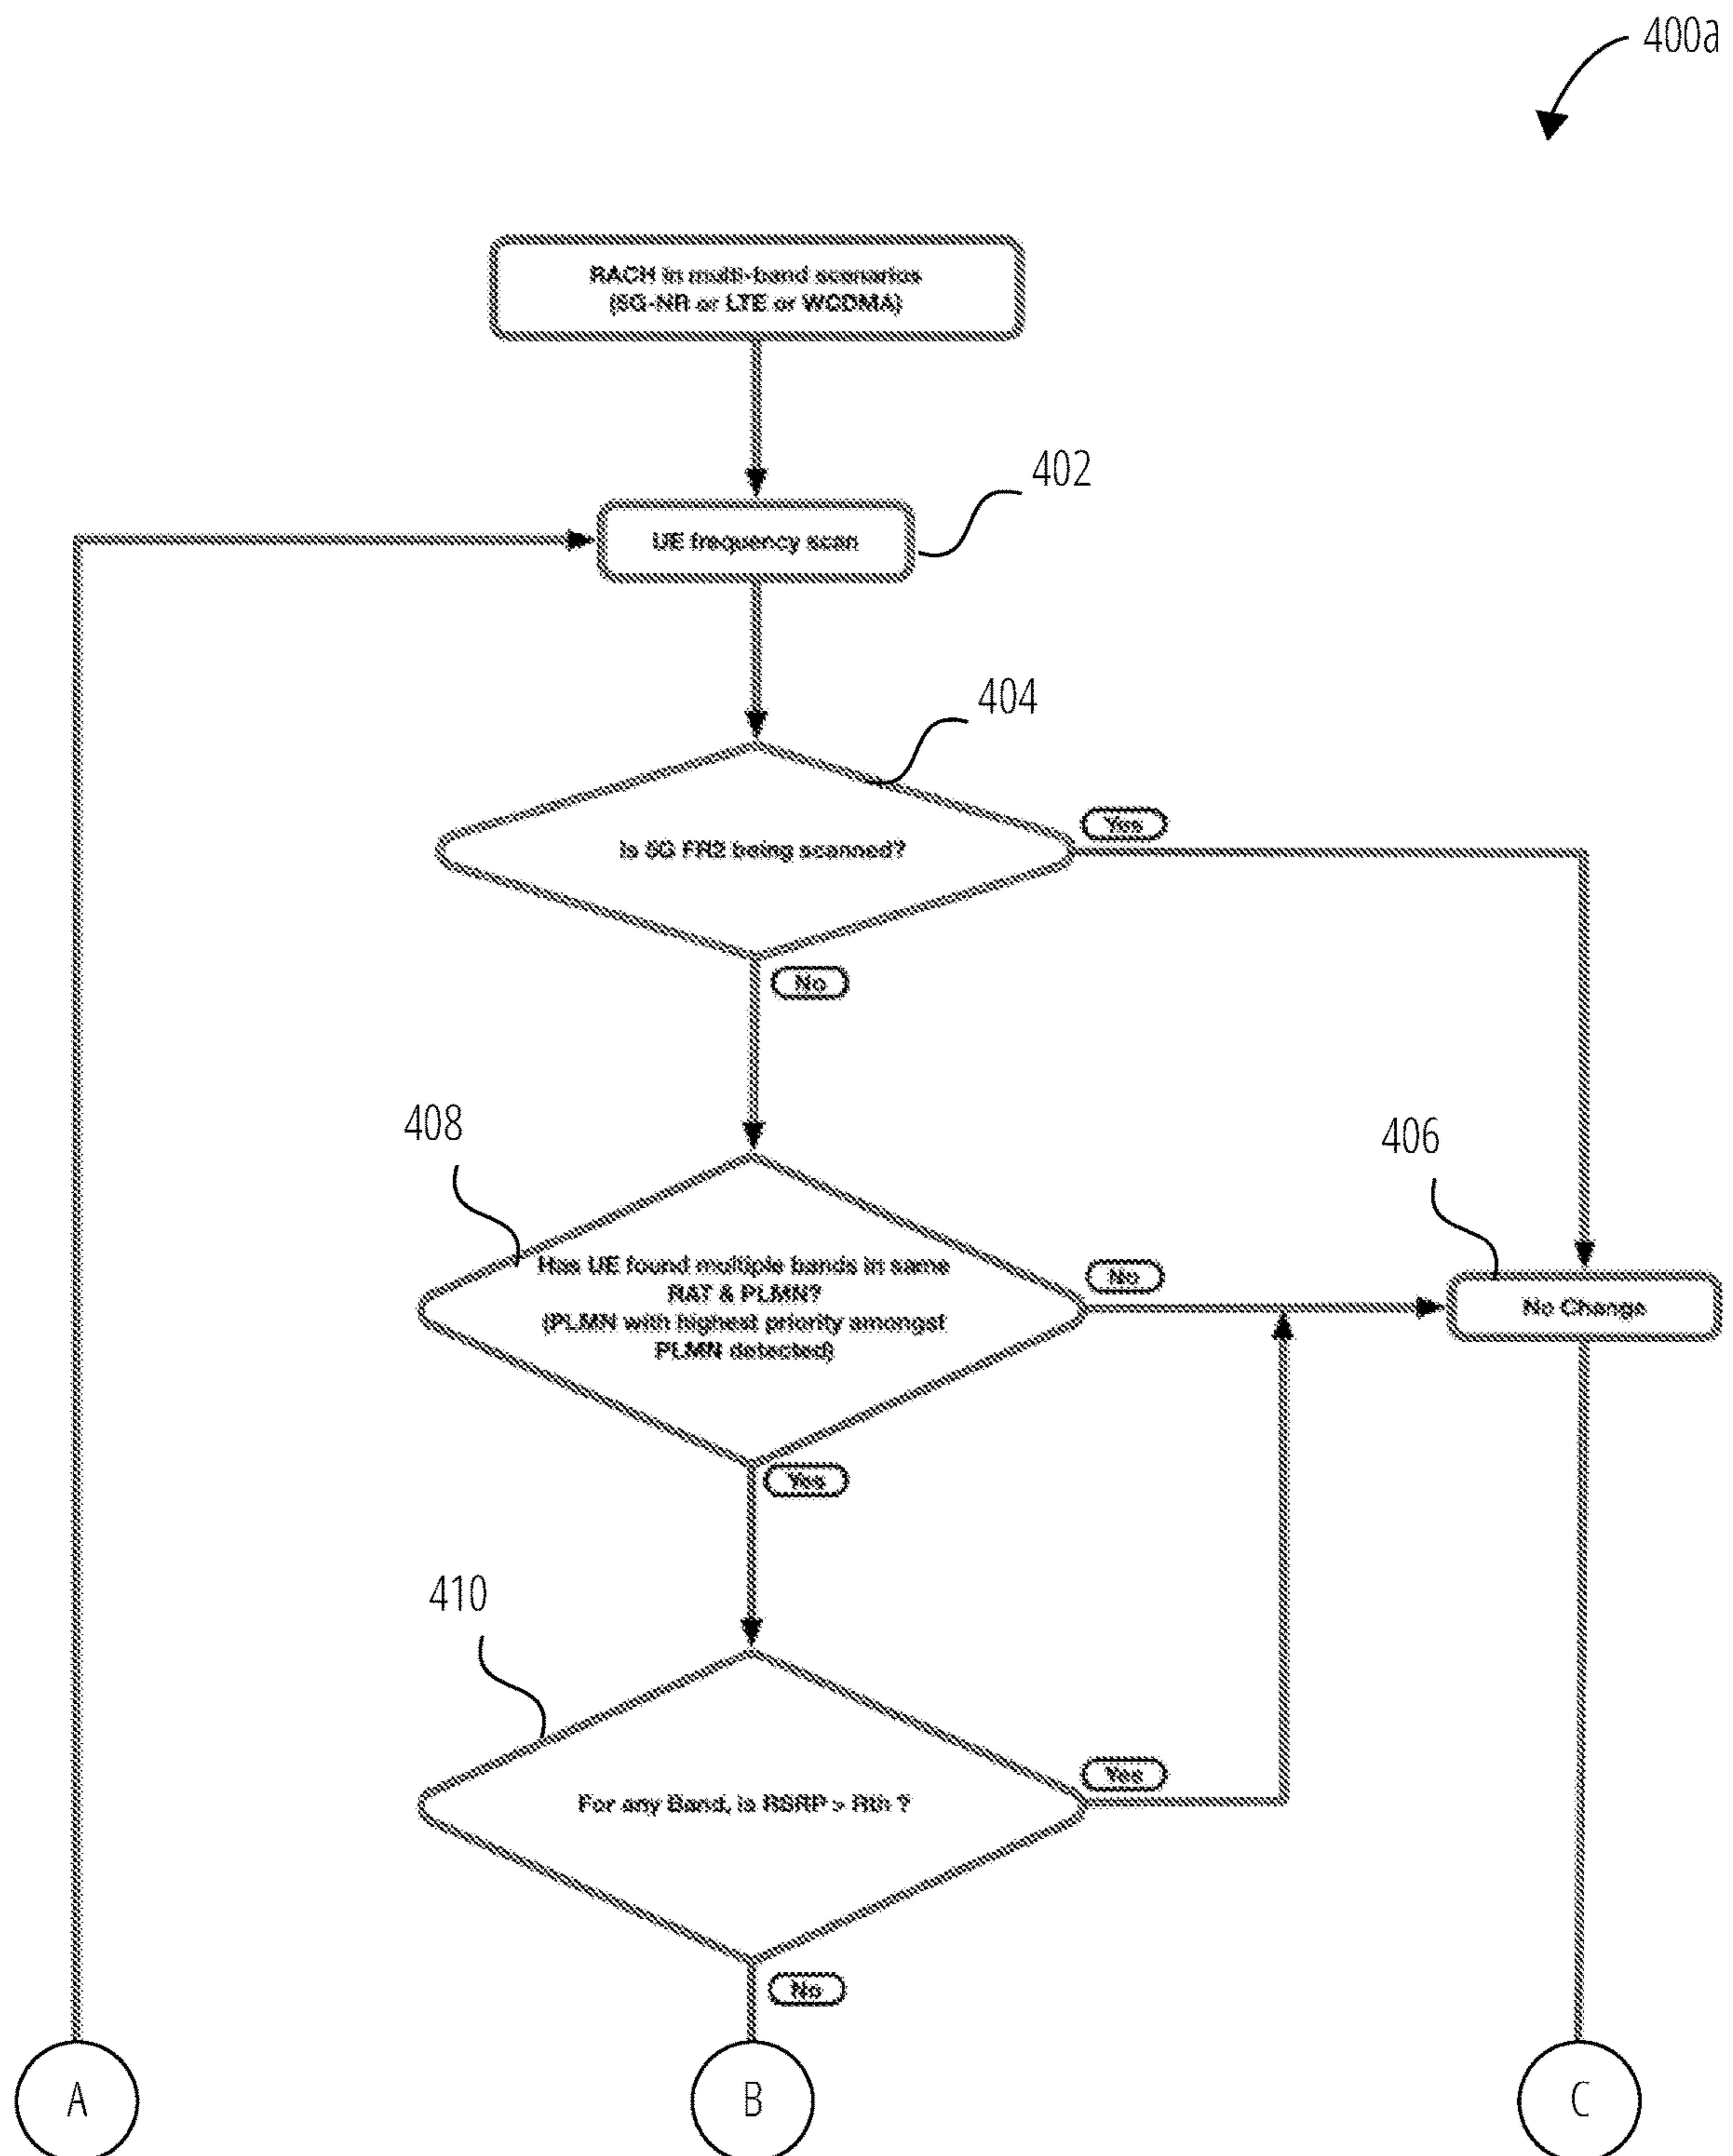 400a
RACH in multi-band scenarios
(5G-NR or LTE or WCDMA)
402
UE frequency scan
404
Is 5G FR2 being scanned?
Yes
No
408
406
Has UE found multiple bands in same
RAT & PLMN?
(PLMN with highest priority amongst
PLMN detected)
No
No Change
Yes
410
For any Band, is RSRP > Rth ?
Yes
No
A
B
C